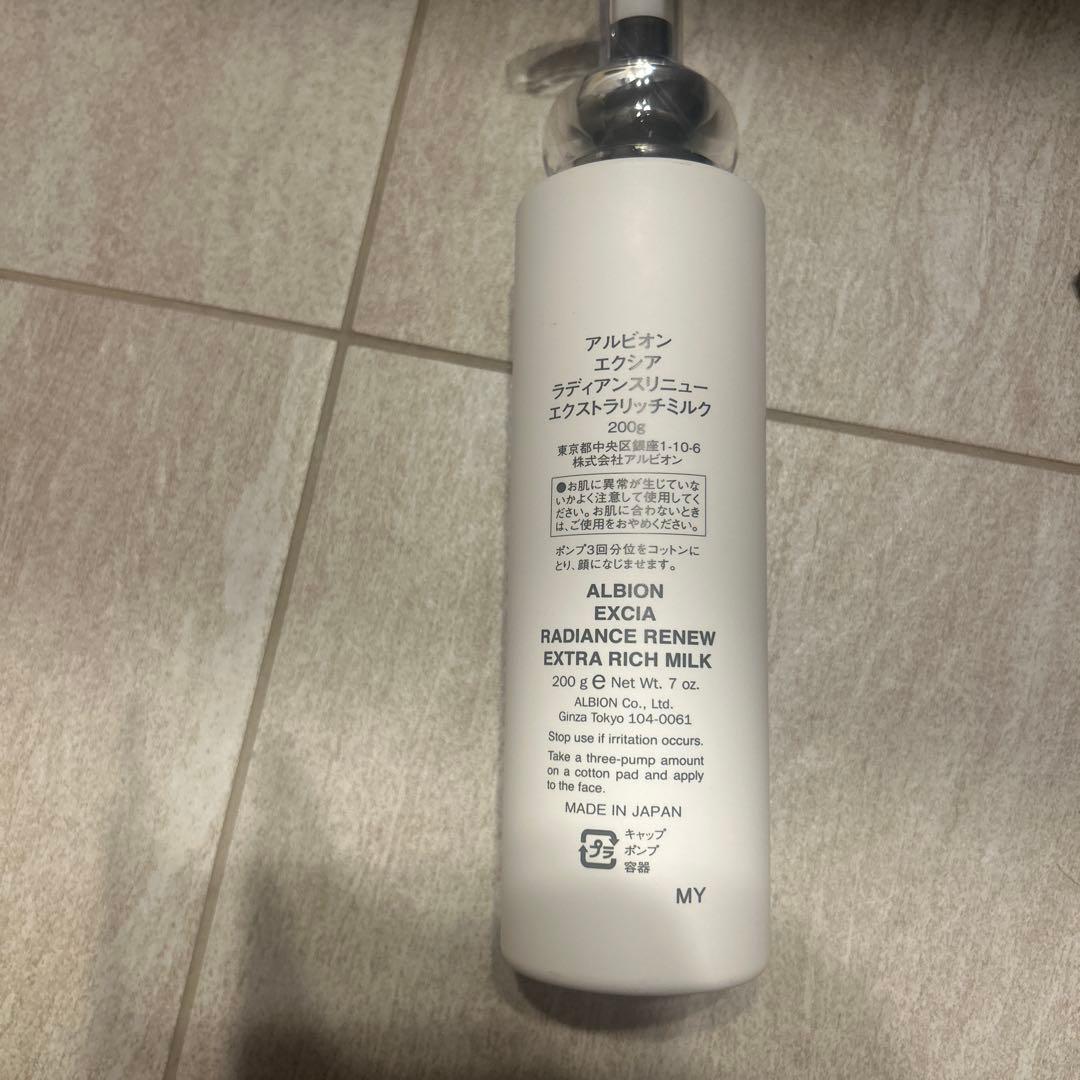 アルビオン
エクシア
ラディアンスリニュー
エクストラリッチミルク
200g
東京都中央区銀座1-10-6
株式会社アルビオン
●お肌に異常が生じていな
いかよく注意して使用してく
ださい。お肌に合わないとき
は、ご使用をおやめください。
ポンプ3回分位をコットンに
とり、顔になじませます。
ALBION
EXCIA
RADIANCE RENEW
EXTRA RICH MILK
200 g ℮ Net Wt. 7 oz.
ALBION Co., Ltd.
Ginza Tokyo 104-0061
Stop use if irritation occurs.
Take a three-pump amount
on a cotton pad and apply
to the face.
MADE IN JAPAN
プラ
キャップ
ポンプ
容器
MY